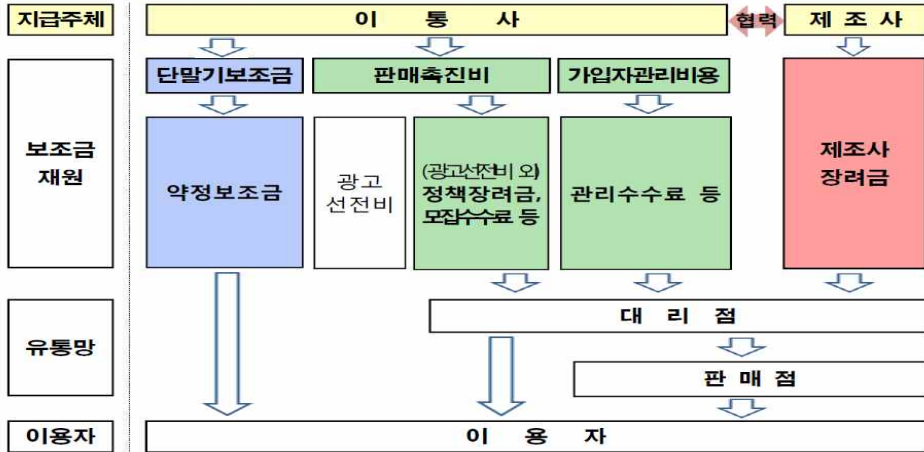 지급주체
이 통 사
협력
제 조 사
보조금
재원
단말기보조금
판매촉진비
가입자관리비용
약정보조금
광고
선전비
(광고선전비 외)
정책장려금,
모집수수료 등
관리수수료 등
제조사
장려금
유통망
대 리 점
판 매 점
이용자
이 용 자